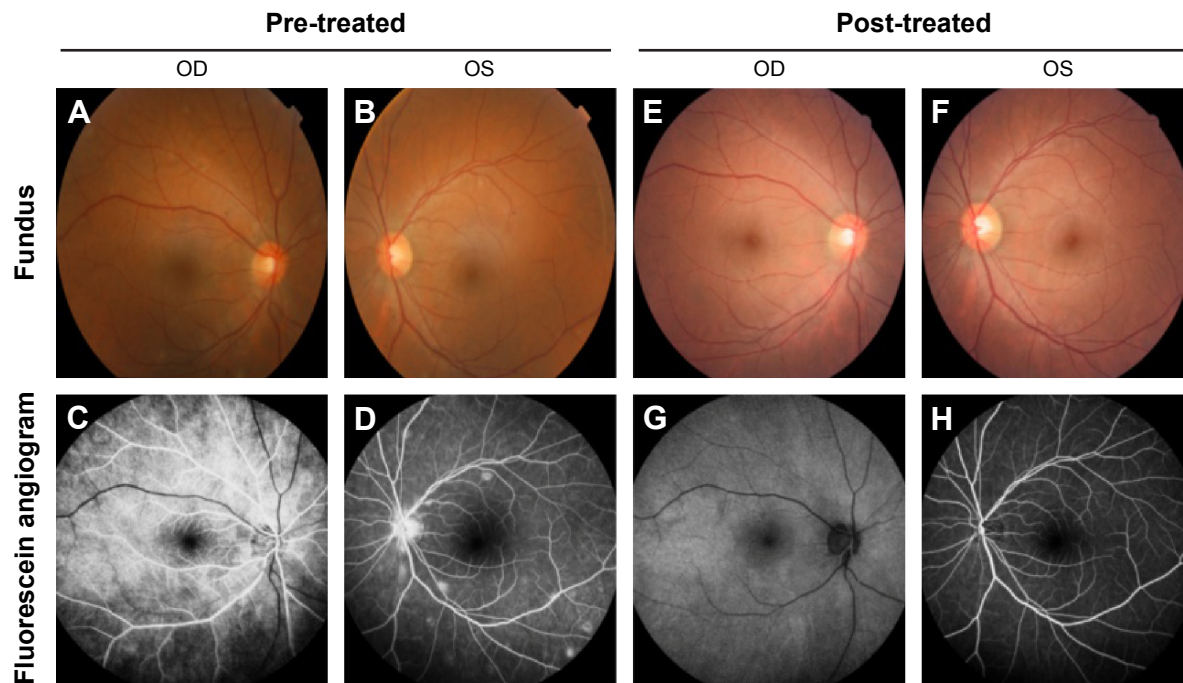 Pre-treated
Post-treated
OD
OS
OD
OS
Fundus
A
B
E
F
Fluorescein angiogram
C
D
G
H